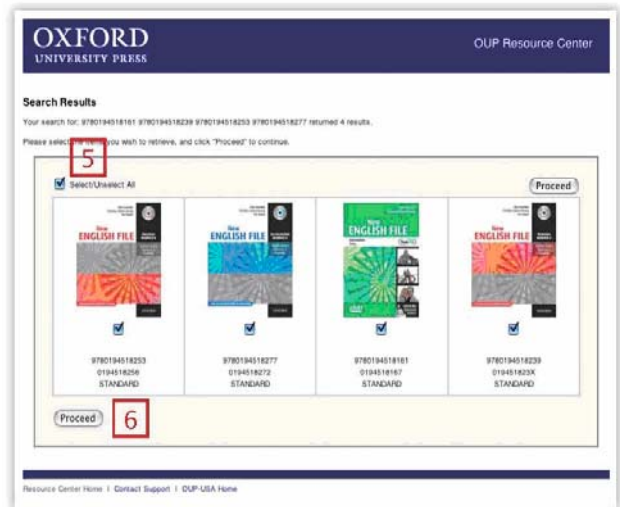 OXFORD
UNIVERSITY PRESS
OUP Resource Center
Search Results
Your search for: 9780194518161 9780194518239 9780194518253 9780194518277 returned 4 results.
Please select the items you wish to retrieve, and click "Proceed" to continue.
5
Select/Unselect All
Proceed
New
ENGLISH FILE
New
ENGLISH FILE
New
ENGLISH FILE
New
ENGLISH FILE
9780194518253
0194518256
STANDARD
9780194518277
0194518272
STANDARD
9780194518161
0194518167
STANDARD
9780194518239
019451823X
STANDARD
Proceed
6
Resource Center Home | Contact Support | OUP-USA Home